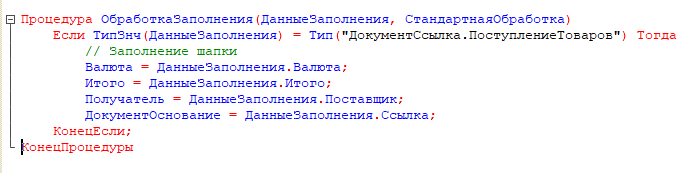 Процедура ОбработкаЗаполнения(ДанныеЗаполнения, СтандартнаяОбработка)
Если ТипЗнч(ДанныеЗаполнения) = Тип("ДокументСсылка.ПоступлениеТоваров") Тогда
// Заполнение шапки
Валюта = ДанныеЗаполнения.Валюта;
Итого = ДанныеЗаполнения.Итого;
Получатель = ДанныеЗаполнения.Поставщик;
ДокументОснование = ДанныеЗаполнения.Ссылка;
КонецЕсли;
КонецПроцедуры